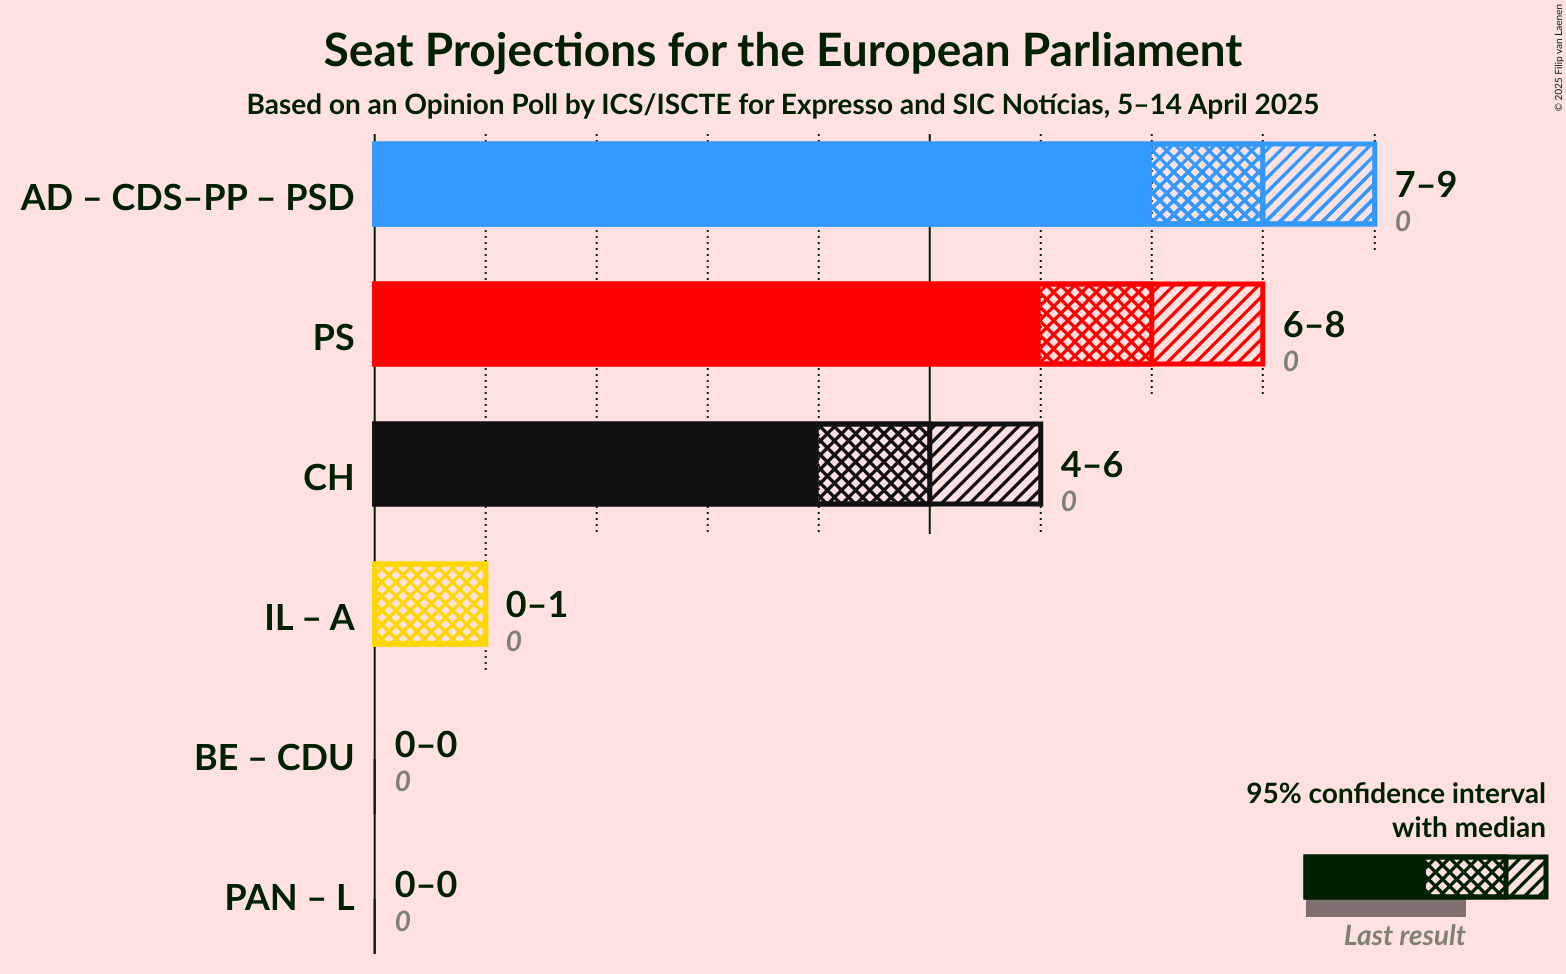 Seat Projections for the European Parliament
Based on an Opinion Poll by ICS/ISCTE for Expresso and SIC Notícias, 5–14 April 2025
© 2025 Filip van Laenen
AD – CDS–PP – PSD
7–9
0
PS
6–8
0
CH
4–6
0
IL – A
0–1
0
BE – CDU
0–0
0
PAN – L
0–0
0
95% confidence interval
with median
Last result